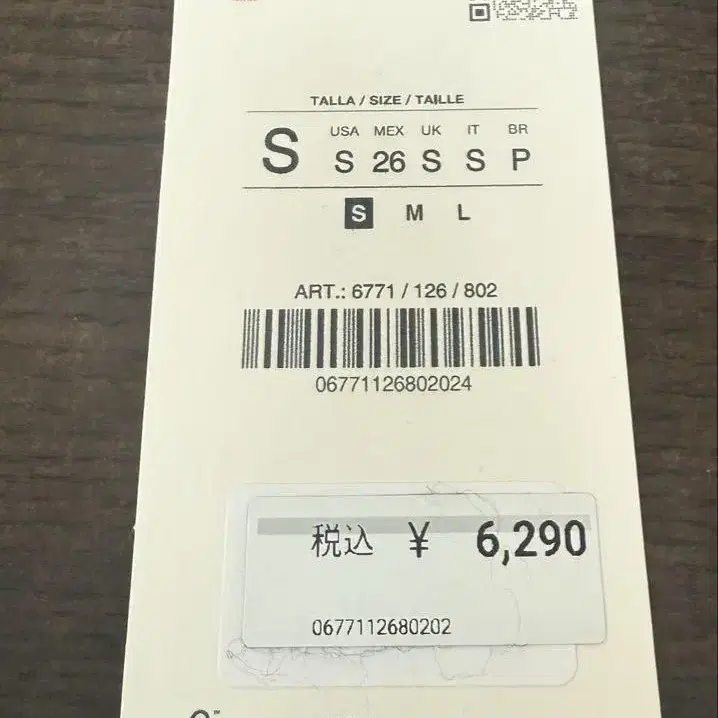 TALLA / SIZE / TAILLE
S
USA MEX UK IT BR
S 26 S S P
S M L
ART.: 6771 / 126 / 802
06771126802024
税込 ¥ 6,290
0677112680202